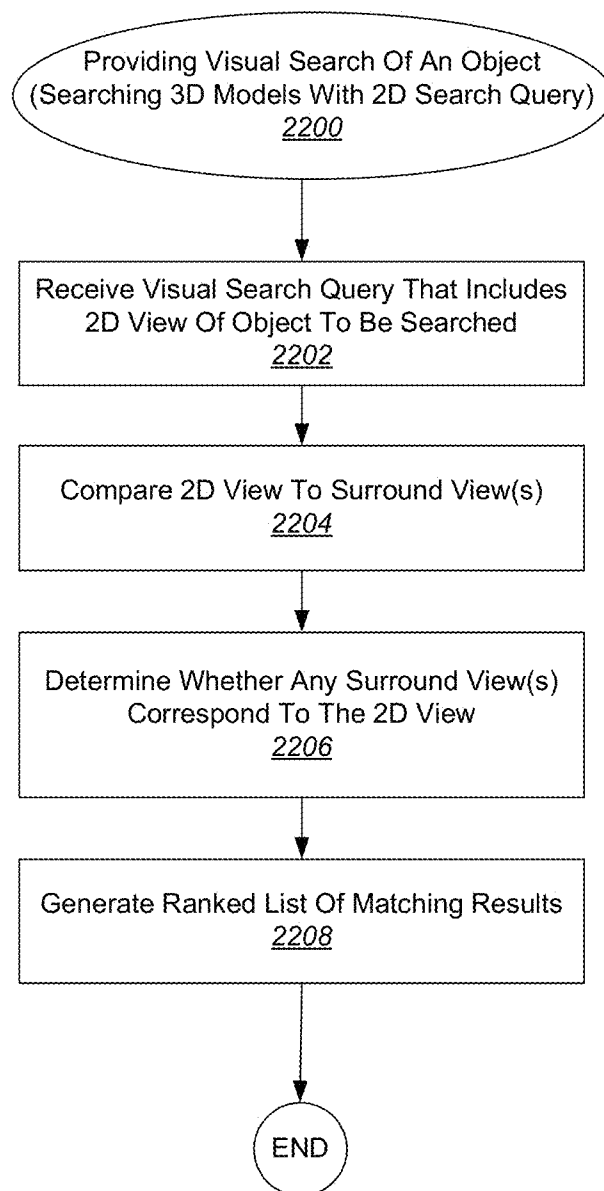 Providing Visual Search Of An Object
(Searching 3D Models With 2D Search Query)
2200
Receive Visual Search Query That Includes
2D View Of Object To Be Searched
2202
Compare 2D View To Surround View(s)
2204
Determine Whether Any Surround View(s)
Correspond To The 2D View
2206
Generate Ranked List Of Matching Results
2208
END